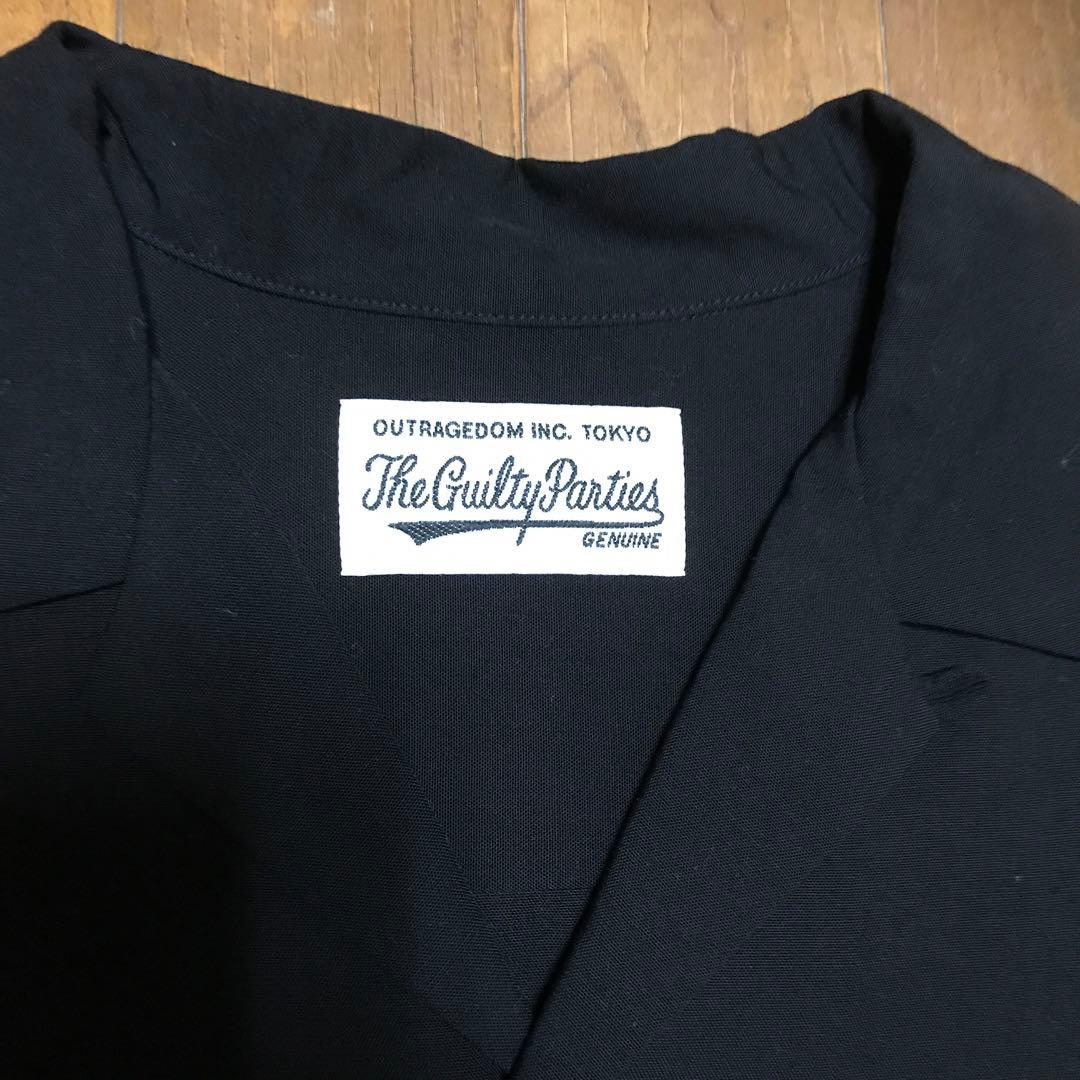 OUTRAGEDOM INC. TOKYO
The Guilty Parties
GENUINE